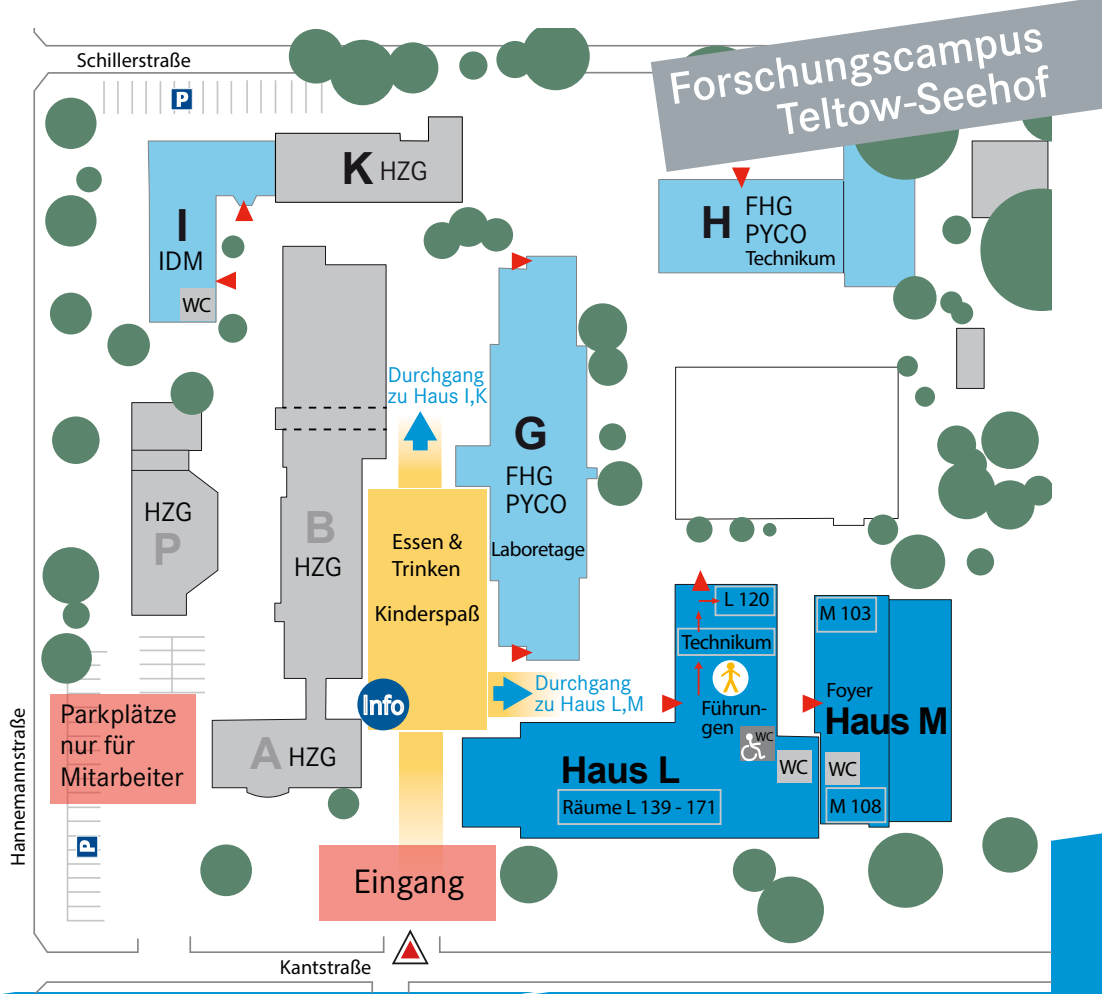 Forschungscampus
Teltow-Seehof
Schillerstraße
P
K HZG
I
IDM
WC
H
FHG
PYCO
Technikum
Durchgang
zu Haus I,K
G
FHG
PYCO
Laboretage
HZG
P
B
HZG
Essen &
Trinken
Kinderspaß
Info
Durchgang
zu Haus L,M
L 120
Technikum
Führun-
gen
WC
WC
Haus L
Räume L 139 - 171
M 103
Foyer
Haus M
WC
M 108
Parkplätze
nur für
Mitarbeiter
A HZG
Hannemannstraße
P
Eingang
Kantstraße